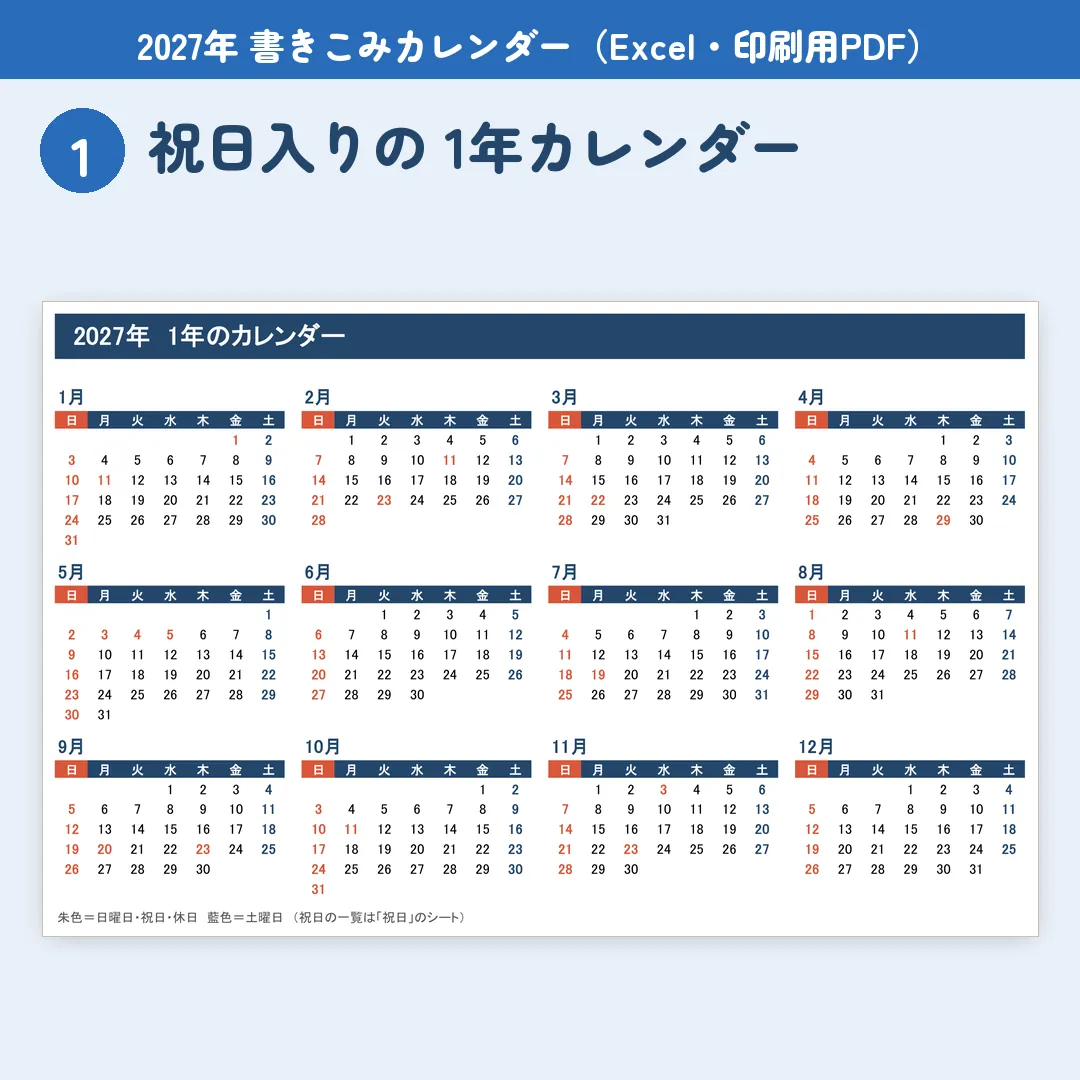 2027年 書きこみカレンダー（Excel・印刷用PDF）
1 祝日入りの 1年カレンダー
2027年 1年のカレンダー
1月 2月 3月 4月
日 月 火 水 木 金 土 日 月 火 水 木 金 土 日 月 火 水 木 金 土 日 月 火 水 木 金 土
1 2 1 2 3 4 5 6 1 2 3 4 5 6 1 2 3
3 4 5 6 7 8 9 7 8 9 10 11 12 13 7 8 9 10 11 12 13 4 5 6 7 8 9 10
10 11 12 13 14 15 16 14 15 16 17 18 19 20 14 15 16 17 18 19 20 11 12 13 14 15 16 17
17 18 19 20 21 22 23 21 22 23 24 25 26 27 21 22 23 24 25 26 27 18 19 20 21 22 23 24
24 25 26 27 28 29 30 28 28 29 30 31 25 26 27 28 29 30
31
5月 6月 7月 8月
日 月 火 水 木 金 土 日 月 火 水 木 金 土 日 月 火 水 木 金 土 日 月 火 水 木 金 土
1 1 2 3 4 5 1 2 3 1 2 3 4 5 6 7
2 3 4 5 6 7 8 6 7 8 9 10 11 12 4 5 6 7 8 9 10 8 9 10 11 12 13 14
9 10 11 12 13 14 15 13 14 15 16 17 18 19 11 12 13 14 15 16 17 15 16 17 18 19 20 21
16 17 18 19 20 21 22 20 21 22 23 24 25 26 18 19 20 21 22 23 24 22 23 24 25 26 27 28
23 24 25 26 27 28 29 27 28 29 30 25 26 27 28 29 30 31 29 30 31
30 31
9月 10月 11月 12月
日 月 火 水 木 金 土 日 月 火 水 木 金 土 日 月 火 水 木 金 土 日 月 火 水 木 金 土
1 2 3 4 1 2 1 2 3 4 5 6 1 2 3 4
5 6 7 8 9 10 11 3 4 5 6 7 8 9 7 8 9 10 11 12 13 5 6 7 8 9 10 11
12 13 14 15 16 17 18 10 11 12 13 14 15 16 14 15 16 17 18 19 20 12 13 14 15 16 17 18
19 20 21 22 23 24 25 17 18 19 20 21 22 23 21 22 23 24 25 26 27 19 20 21 22 23 24 25
26 27 28 29 30 24 25 26 27 28 29 30 28 29 30 26 27 28 29 30 31
31
朱色＝日曜日・祝日・休日 藍色＝土曜日 （祝日の一覧は「祝日」のシート）